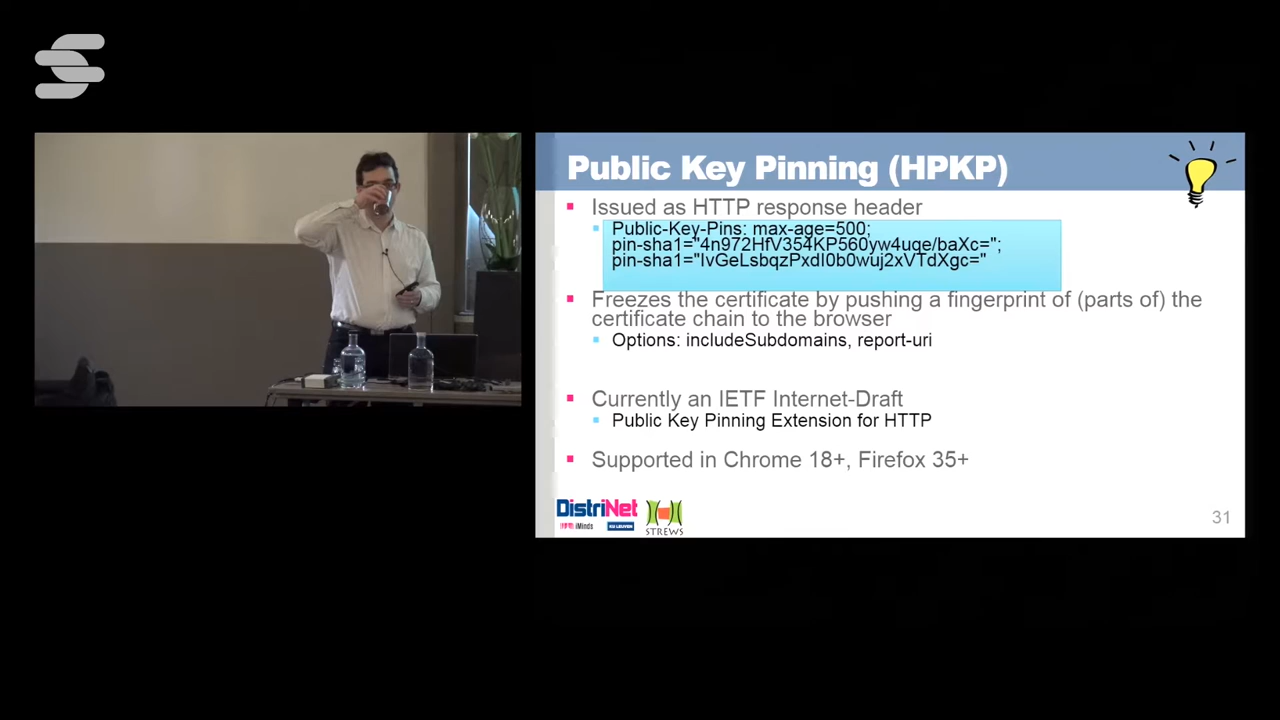 Public Key Pinning (HPKP)
Issued as HTTP response header
Public-Key-Pins: max-age=500;
pin-sha1="4n972HfV354KP560yw4uqe/baXc=";
pin-sha1="IvGeLsbqzPxdI0b0wuj2xVTdXgc="
Freezes the certificate by pushing a fingerprint of (parts of) the
certificate chain to the browser
Options: includeSubdomains, report-uri
Currently an IETF Internet-Draft
Public Key Pinning Extension for HTTP
Supported in Chrome 18+, Firefox 35+
DistriNet
iMinds KU LEUVEN
STREWS
31